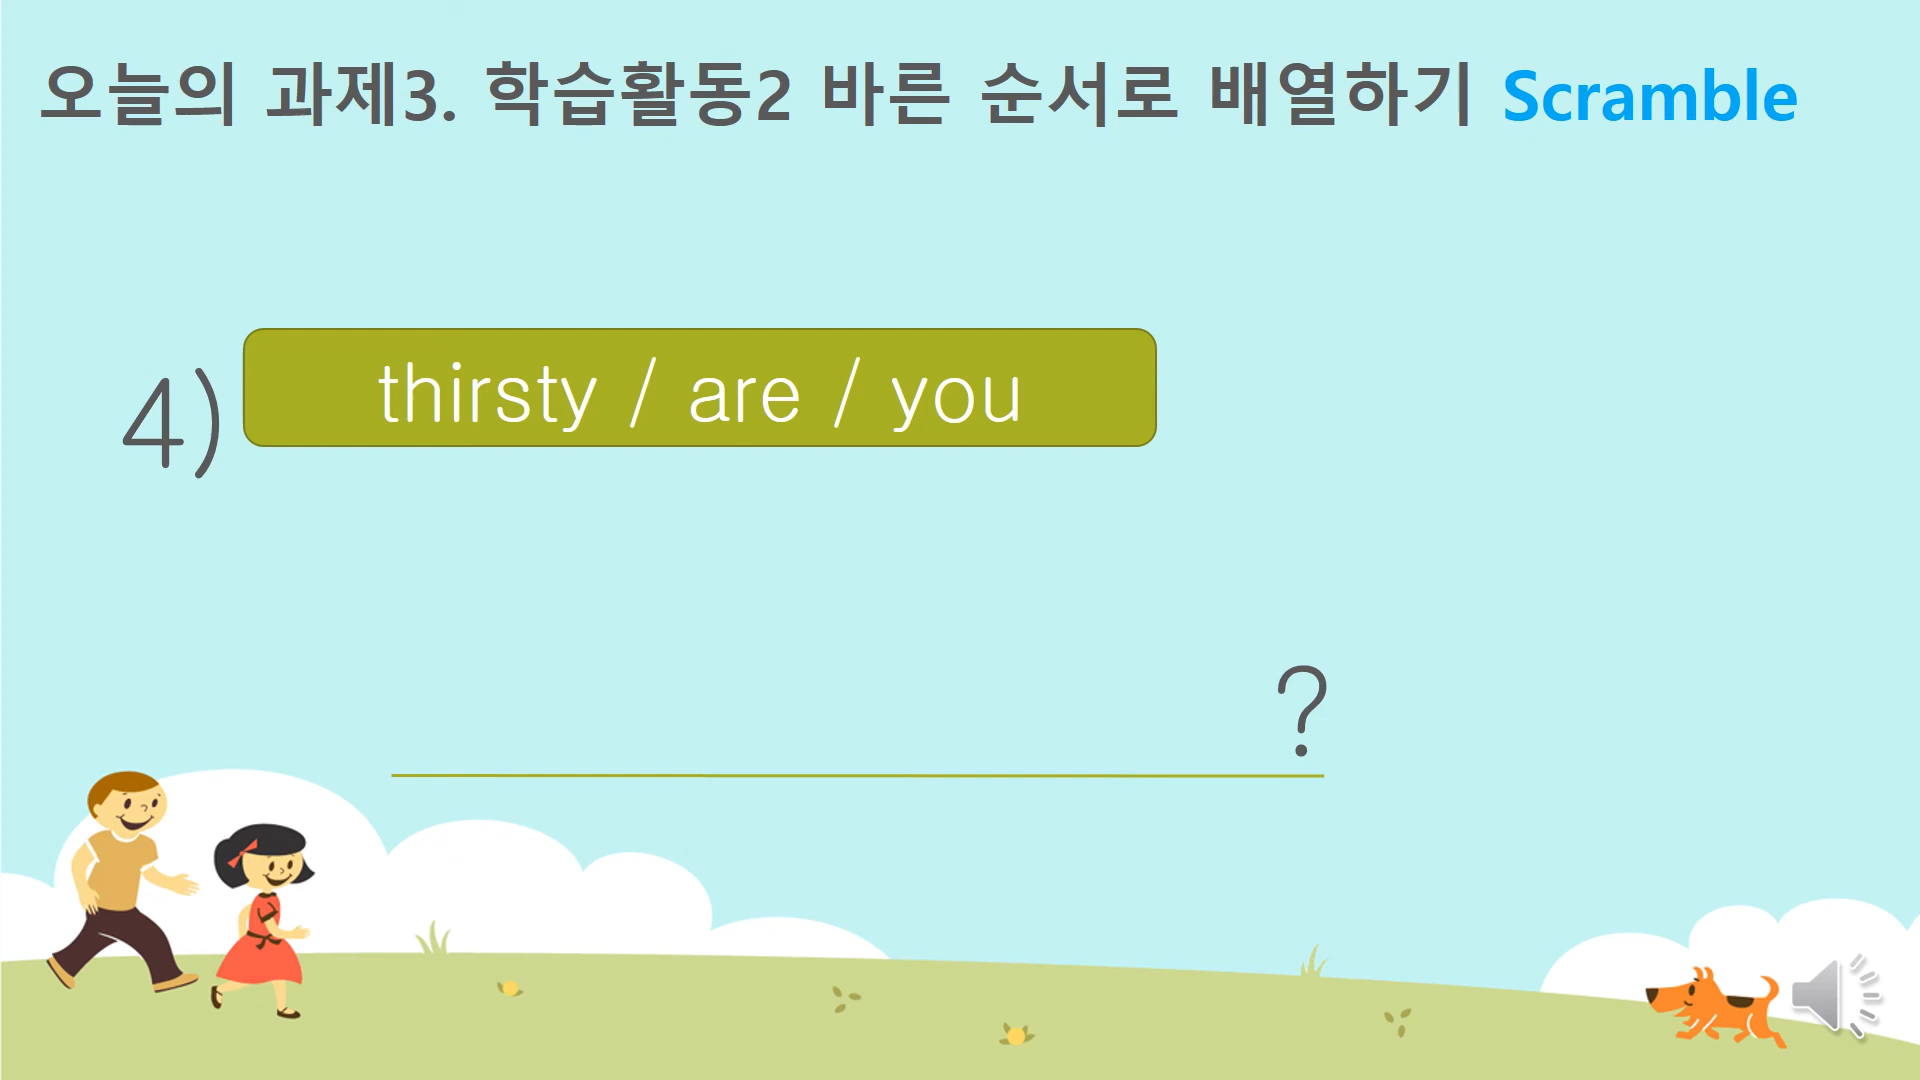 오늘의 과제3. 학습활동2 바른 순서로 배열하기 Scramble
4) thirsty / are / you
?